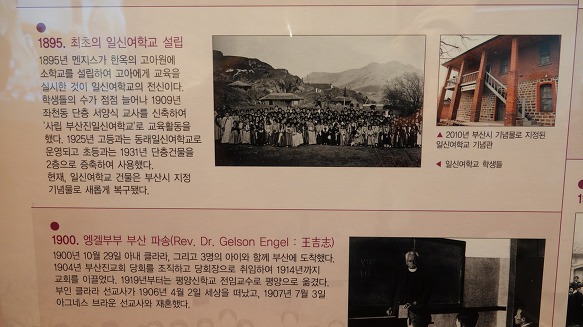 1895. 최초의 일신여학교 설립
1895년 멘지스가 한옥의 고아원에
소학교를 설립하여 고아에게 교육을
실시한 것이 일신여학교의 전신이다.
학생들의 수가 점점 늘어나 1909년
좌천동 단층 서양식 교사를 신축하여
'사립 부산진일신여학교'로 교육활동을
했다. 1925년 고등과는 동래일신여학교로
운영되고 초등과는 1931년 단층건물을
2층으로 증축하여 사용했다.
현재, 일신여학교 건물은 부산시 지정
기념물로 새롭게 복구됐다.
▲ 2010년 부산시 기념물로 지정된
일신여학교 기념관
◀ 일신여학교 학생들
1900. 엥겔부부 부산 파송(Rev. Dr. Gelson Engel : 王吉志)
1900년 10월 29일 아내 클라라, 그리고 3명의 아이와 함께 부산에 도착했다.
1904년 부산진교회 당회를 조직하고 당회장으로 취임하여 1914년까지
교회를 이끌었다. 1919년부터는 평양신학교 전임교수로 평양으로 옮겼다.
부인 클라라 선교사가 1906년 4월 2일 세상을 떠났고, 1907년 7월 3일
아그네스 브라운 선교사와 재혼했다.